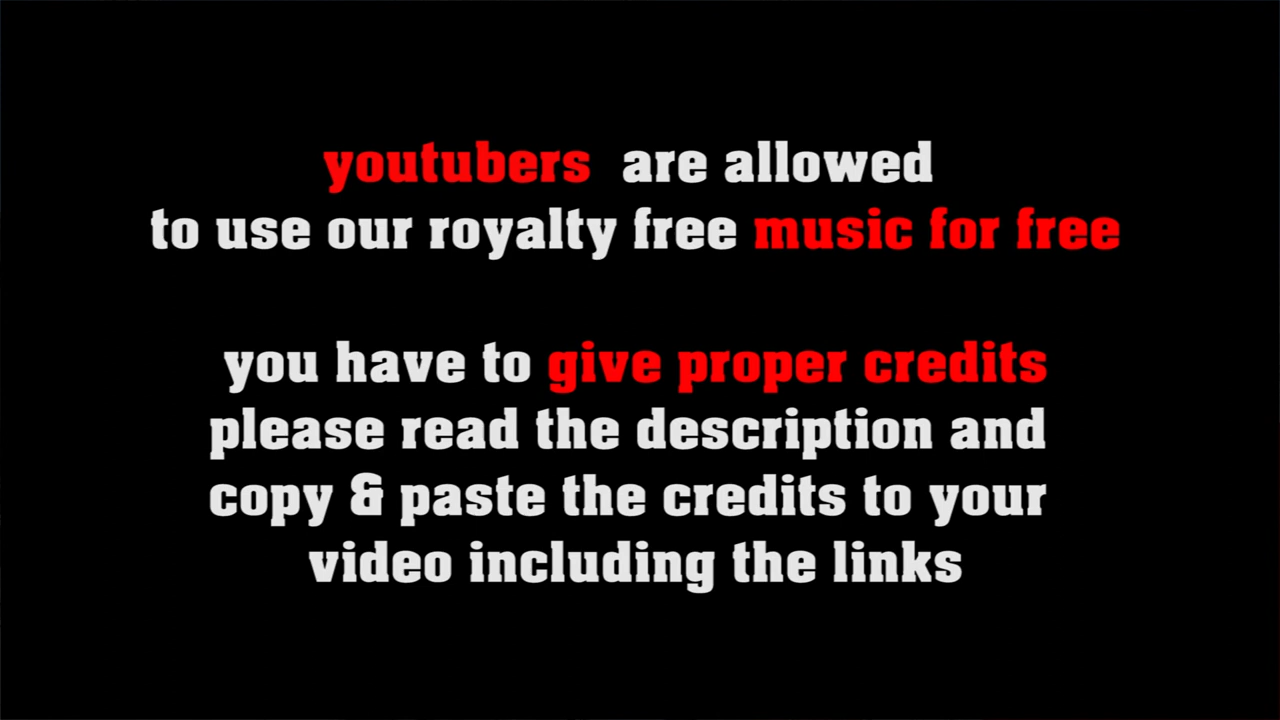 youtubers are allowed
to use our royalty free music for free
you have to give proper credits
please read the description and
copy & paste the credits to your
video including the links